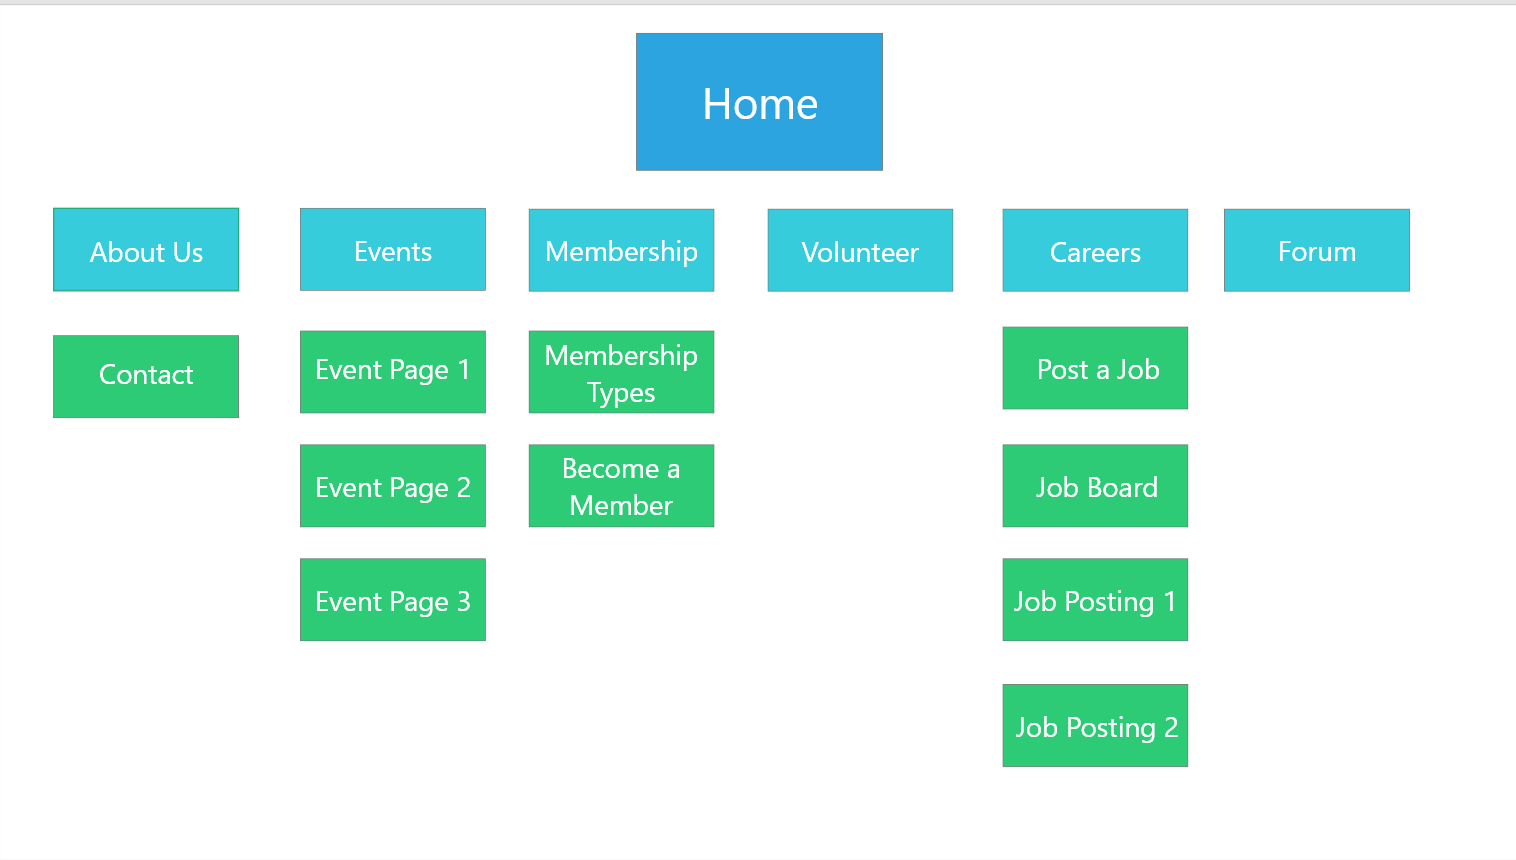 Home
About Us
Events
Membership
Volunteer
Careers
Forum
Contact
Event Page 1
Membership
Types
Post a Job
Event Page 2
Become a
Member
Job Board
Event Page 3
Job Posting 1
Job Posting 2